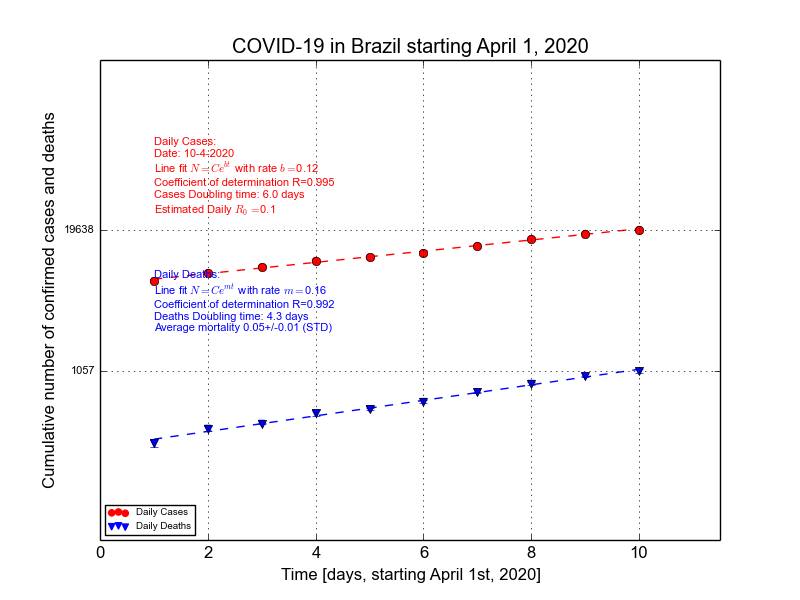 COVID-19 in Brazil starting April 1, 2020
Cumulative number of confirmed cases and deaths
Daily Cases:
Date: 10-4-2020
Line fit N=Ce^{bt} with rate b=0.12
Coefficient of determination R=0.995
Cases Doubling time: 6.0 days
Estimated Daily R_0=0.1
19638
Daily Deaths:
Line fit N=Ce^{mt} with rate m=0.16
Coefficient of determination R=0.992
Deaths Doubling time: 4.3 days
Average mortality 0.05+/-0.01 (STD)
1057
Daily Cases
Daily Deaths
0 2 4 6 8 10
Time [days, starting April 1st, 2020]